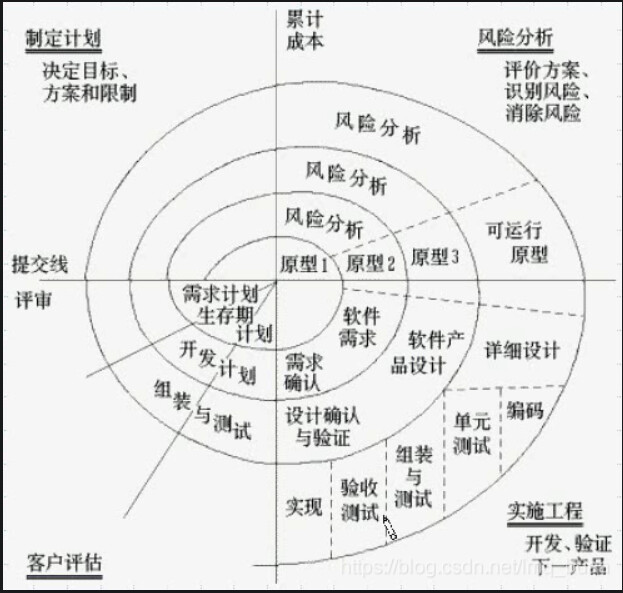 制定计划
决定目标、
方案和限制
累计
成本
风险分析
评价方案、
识别风险、
消除风险
风险分析
风险分析
风险分析
可运行
原型
原型1
原型2
原型3
提交线
评审
需求计划
生存期
计划
开发计划
组装与测试
软件
需求
需求
确认
软件产
品设计
详细设计
设计确认
与验证
实现
验收
测试
组装
与
测试
单元
测试
编码
实施工程
开发、验证
下一产品
客户评估